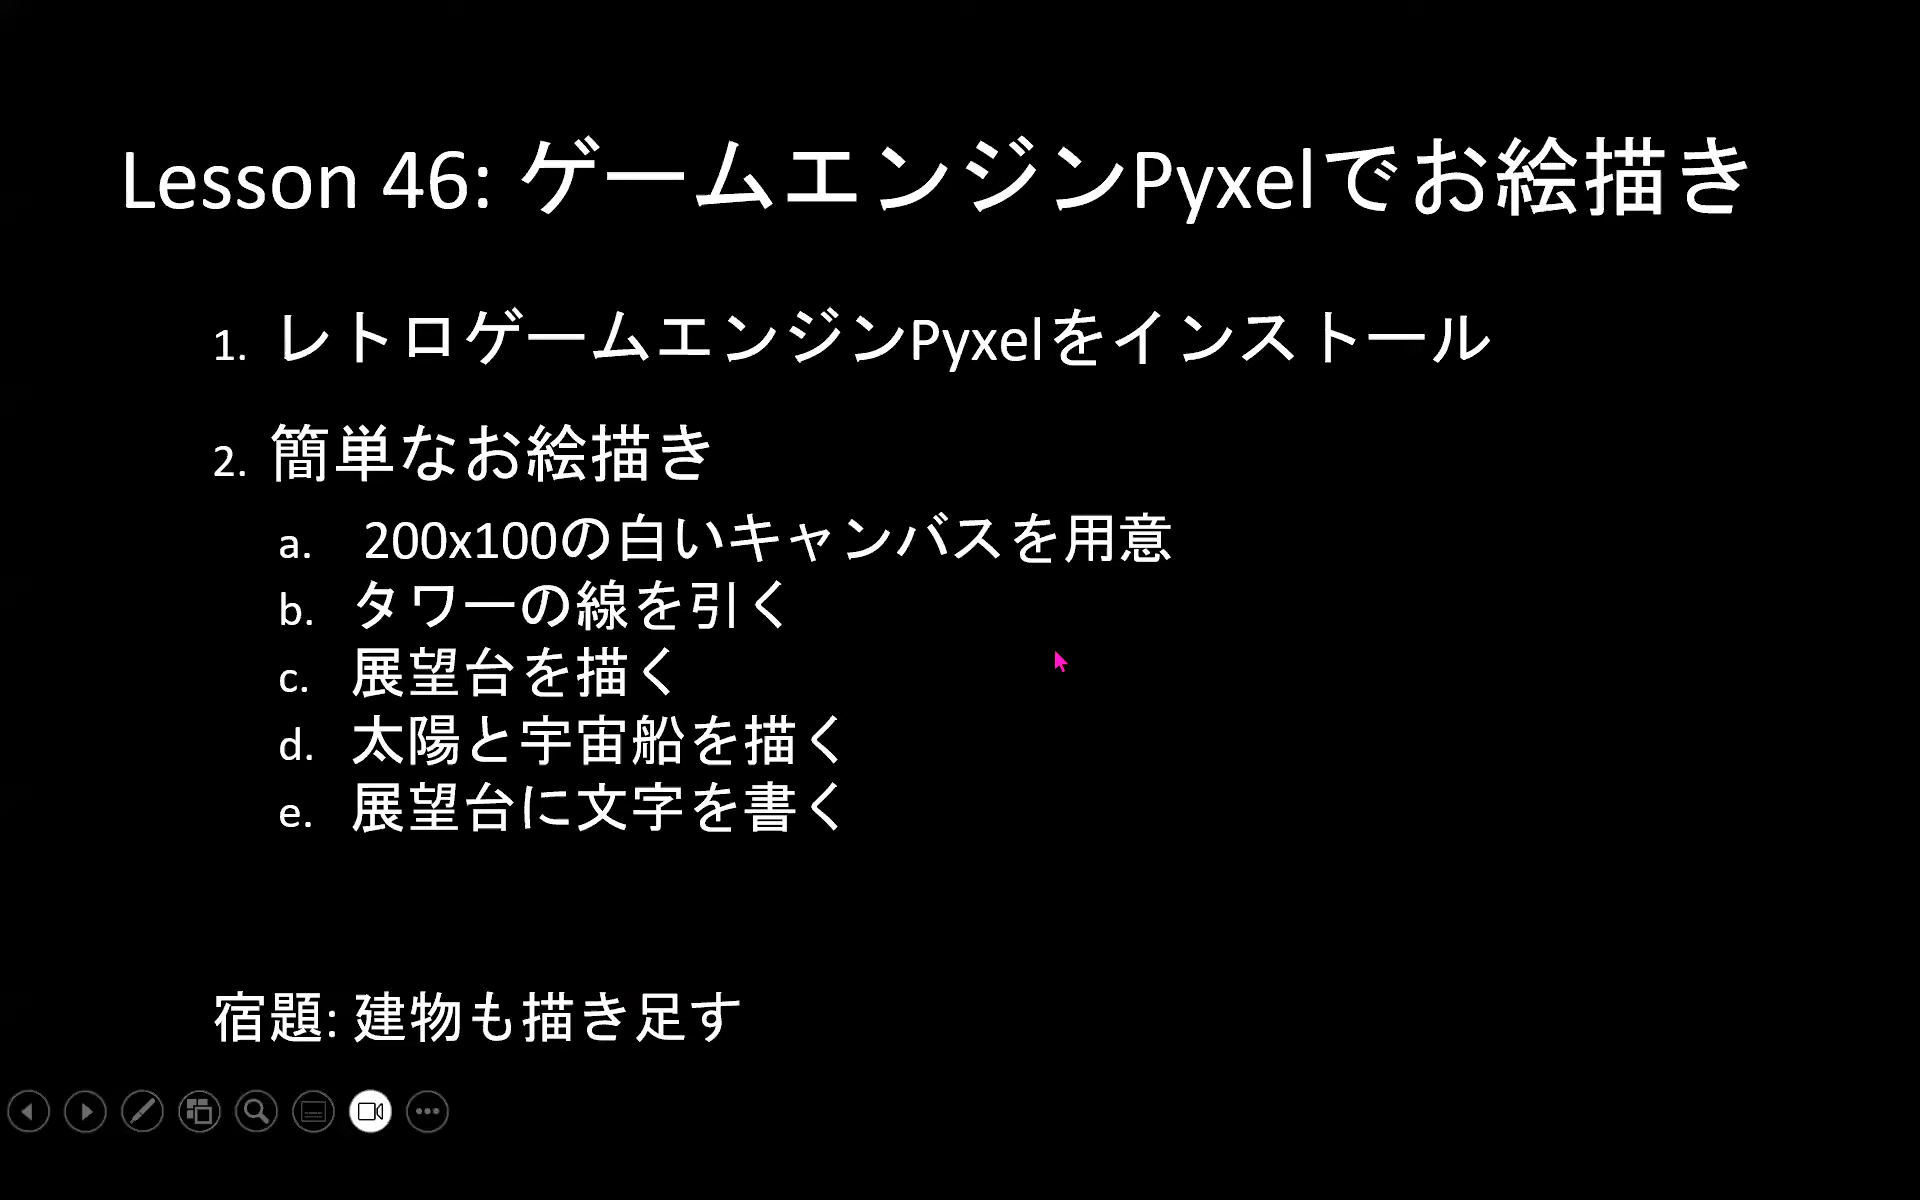 Lesson 46: ゲームエンジンPyxelでお絵描き
1. レトロゲームエンジンPyxelをインストール
2. 簡単なお絵描き
a. 200x100の白いキャンバスを用意
b. タワーの線を引く
c. 展望台を描く
d. 太陽と宇宙船を描く
e. 展望台に文字を書く
宿題: 建物も描き足す